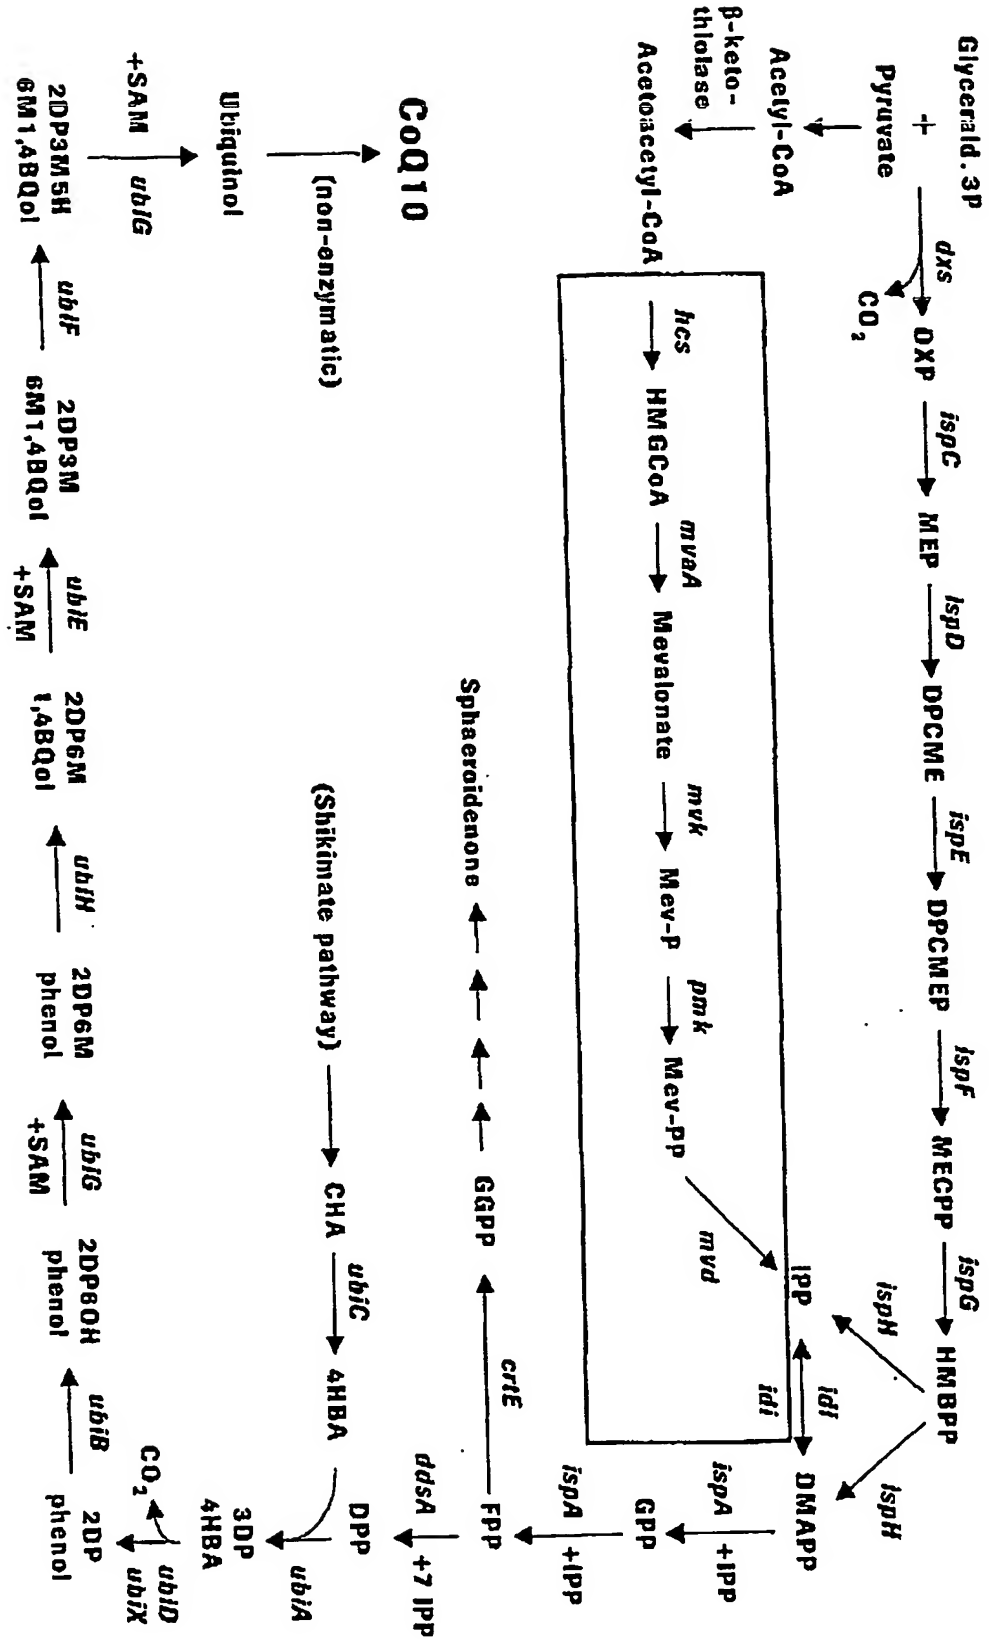 Glycerald. 3P
+
Pyruvate
dxs
CO2
DXP
ispC
MEP
ispD
DPCME
ispE
DPCMEP
ispF
MECPP
ispG
HMBPP
ispH
ispH
Acetyl-CoA
β-keto-
thiolase
Acetoacetyl-CoA
hcs
HMGCoA
mvaA
Mevalonate
mvk
Mev-P
pmk
Mev-PP
mvd
IPP
idi
idi
DMAPP
ispA
+IPP
GPP
ispA
+IPP
FPP
crtE
GGPP
Sphaeroidenone
ddsA
+7 IPP
DPP
(Shikimate pathway)
CHA
ubiC
4HBA
ubiA
3DP
4HBA
ubiD
ubiX
CO2
2DP
phenol
ubiB
2DP6OH
phenol
ubiG
+SAM
2DP6M
phenol
ubiH
2DP6M
1,4BQol
ubiE
+SAM
2DP3M
6M1,4BQol
ubiF
2DP3M5H
6M1,4BQol
+SAM
ubiG
Ubiquinol
(non-enzymatic)
CoQ10